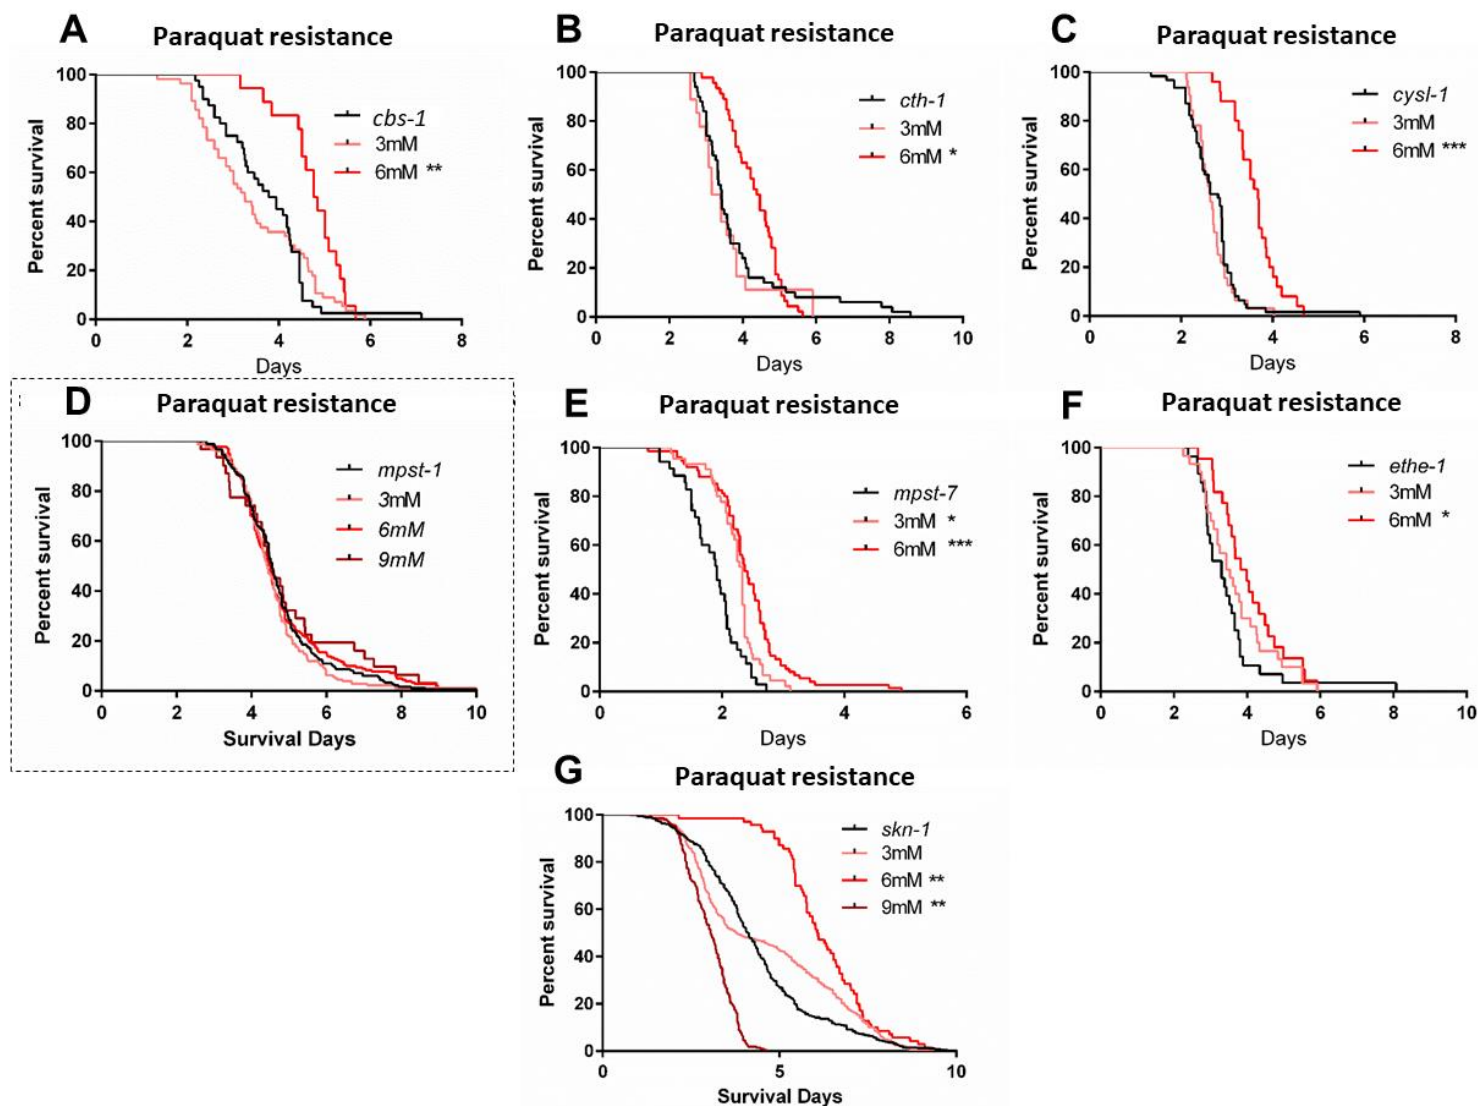 A
Paraquat resistance
100
80
60
40
20
0
Percent survival
cbs-1
3mM
6mM **
0 2 4 6 8
Days
B
Paraquat resistance
100
80
60
40
20
0
Percent survival
cth-1
3mM
6mM *
0 2 4 6 8 10
Days
C
Paraquat resistance
100
80
60
40
20
0
Percent survival
cysl-1
3mM
6mM ***
0 2 4 6 8
Days
D
Paraquat resistance
100
80
60
40
20
0
Percent survival
mpst-1
3mM
6mM
9mM
0 2 4 6 8 10
Survival Days
E
Paraquat resistance
100
80
60
40
20
0
Percent survival
mpst-7
3mM *
6mM ***
0 2 4 6
Days
F
Paraquat resistance
100
80
60
40
20
0
Percent survival
ethe-1
3mM
6mM *
0 2 4 6 8 10
Days
G
Paraquat resistance
100
80
60
40
20
0
Percent survival
skn-1
3mM
6mM **
9mM **
0 5 10
Survival Days